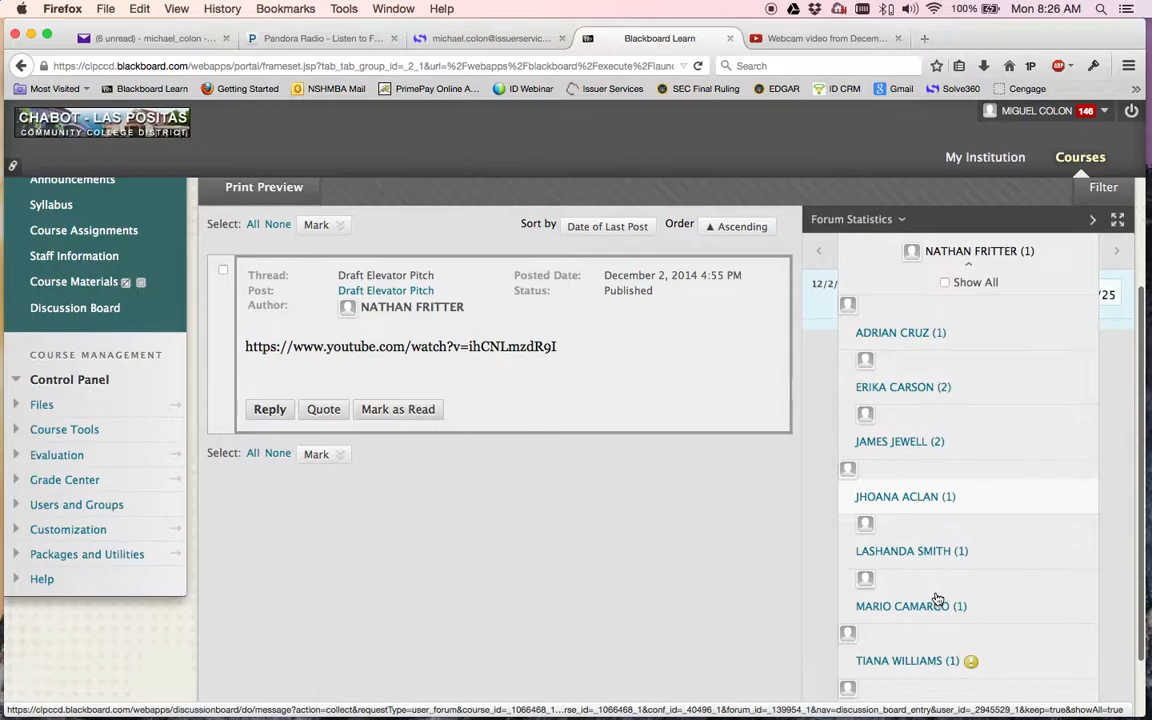 Firefox File Edit View History Bookmarks Tools Window Help 100% Mon 8:26 AM
(6 unread) - michael_colon -... Pandora Radio - Listen to F... michael.colon@issuerservic... Blackboard Learn Webcam video from Decem...
https://clpccd.blackboard.com/webapps/portal/frameset.jsp?tab_tab_group_id=_2_1&url=%2Fwebapps%2Fblackboard%2Fexecute%2Flaunc Search 1P ABP
Most Visited Blackboard Learn Getting Started NSHMBA Mail PrimePay Online A... ID Webinar Issuer Services SEC Final Ruling EDGAR ID CRM Gmail Solve360 Cengage
CHABOT - LAS POSITAS
COMMUNITY COLLEGE DISTRICT
MIGUEL COLON 146
My Institution Courses
Announcements
Syllabus
Course Assignments
Staff Information
Course Materials
Discussion Board
COURSE MANAGEMENT
Control Panel
Files
Course Tools
Evaluation
Grade Center
Users and Groups
Customization
Packages and Utilities
Help
Print Preview Filter
Select: All None Mark Sort by Date of Last Post Order Ascending
Thread: Draft Elevator Pitch Posted Date: December 2, 2014 4:55 PM
Post: Draft Elevator Pitch Status: Published
Author: NATHAN FRITTER
https://www.youtube.com/watch?v=ihCNLmzdR9I
Reply Quote Mark as Read
Select: All None Mark
Forum Statistics
NATHAN FRITTER (1)
Show All
12/2/ /25
ADRIAN CRUZ (1)
ERIKA CARSON (2)
JAMES JEWELL (2)
JHOANA ACLAN (1)
LASHANDA SMITH (1)
MARIO CAMARGO (1)
TIANA WILLIAMS (1)
https://clpccd.blackboard.com/webapps/discussionboard/do/message?action=collect&requestType=user_forum&course_id=_1066468_1...rse_id=_1066468_1&conf_id=_40496_1&forum_id=_139954_1&nav=discussion_board_entry&user_id=_2945529_1&keep=true&showAll=true